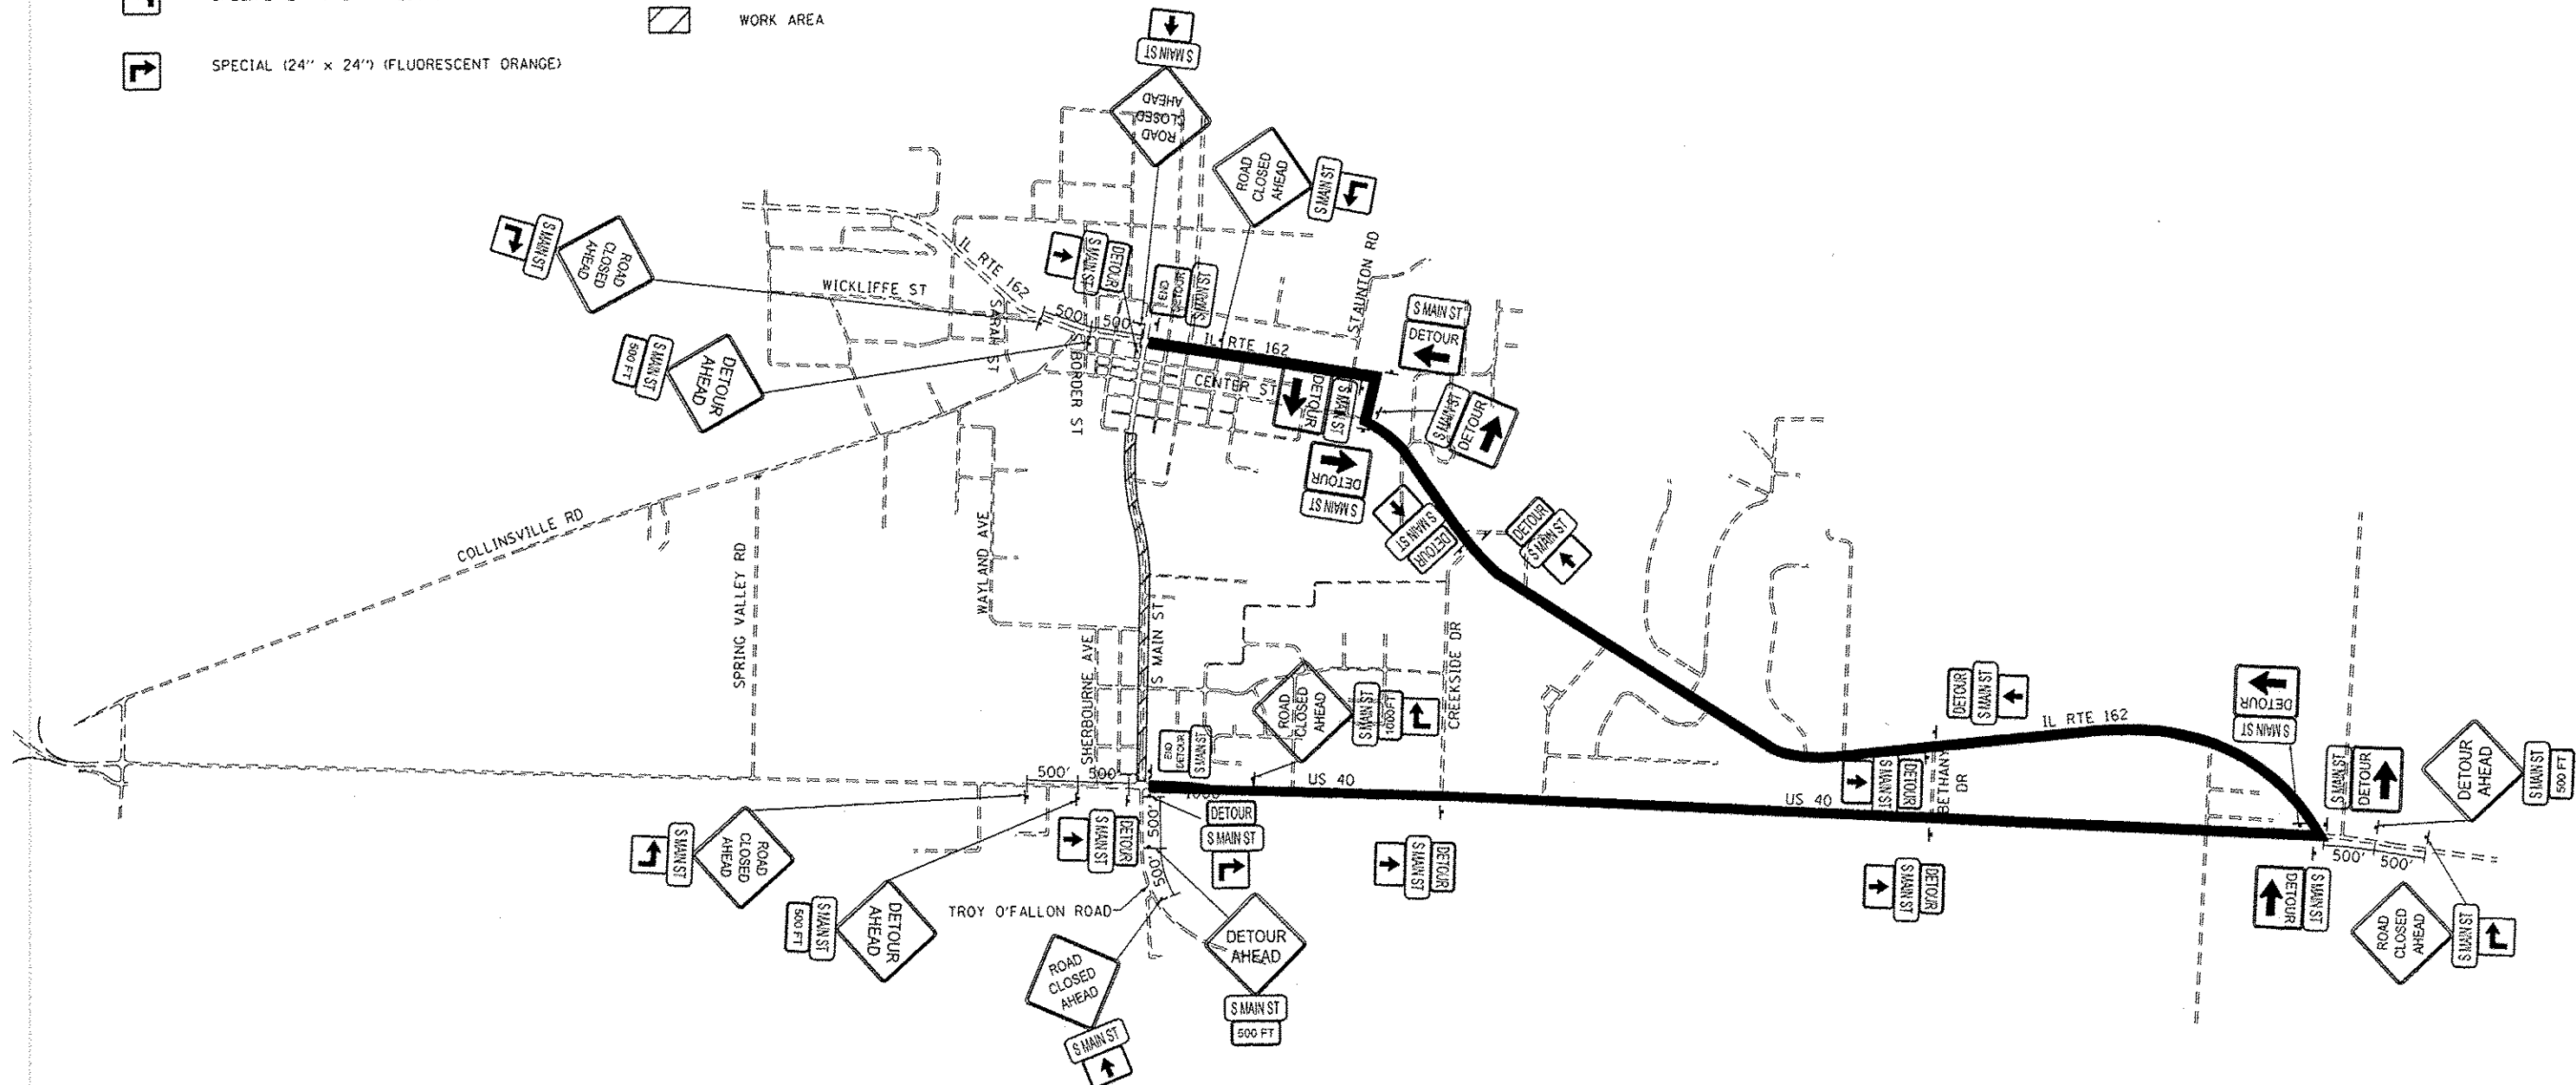 WORK AREA
SPECIAL (24" x 24") (FLUORESCENT ORANGE)
S MAIN ST
ROAD
CLOSED
AHEAD
ROAD
CLOSED
AHEAD
S MAIN ST
S MAIN ST
ROAD
CLOSED
AHEAD
IL RTE 162
WICKLIFFE ST
SARAH ST
S BORDER ST
500'
500'
S MAIN ST
DETOUR
END
DETOUR
S MAIN ST
STAUNTON RD
S MAIN ST
DETOUR
IL RTE 162
CENTER ST
DETOUR
S MAIN ST
S MAIN ST
DETOUR
500 FT
S MAIN ST
DETOUR
AHEAD
DETOUR
S MAIN ST
S MAIN ST
DETOUR
DETOUR
S MAIN ST
COLLINSVILLE RD
SPRING VALLEY RD
WAYLAND AVE
SHERBOURNE AVE
S MAIN ST
CREEKSIDE DR
ROAD
CLOSED
AHEAD
S MAIN ST
1000FT
END
DETOUR
S MAIN ST
DETOUR
S MAIN ST
IL RTE 162
DETOUR
S MAIN ST
S MAIN ST
DETOUR
DETOUR
AHEAD
S MAIN ST
500 FT
500'
500'
US 40
US 40
S MAIN ST
DETOUR
BETHANY
DR
500'
500'
S MAIN ST
ROAD
CLOSED
AHEAD
S MAIN ST
DETOUR
500'
500'
DETOUR
S MAIN ST
S MAIN ST
DETOUR
S MAIN ST
DETOUR
DETOUR
S MAIN ST
ROAD
CLOSED
AHEAD
S MAIN ST
500 FT
S MAIN ST
DETOUR
AHEAD
TROY O'FALLON ROAD
ROAD
CLOSED
AHEAD
S MAIN ST
DETOUR
AHEAD
S MAIN ST
500 FT